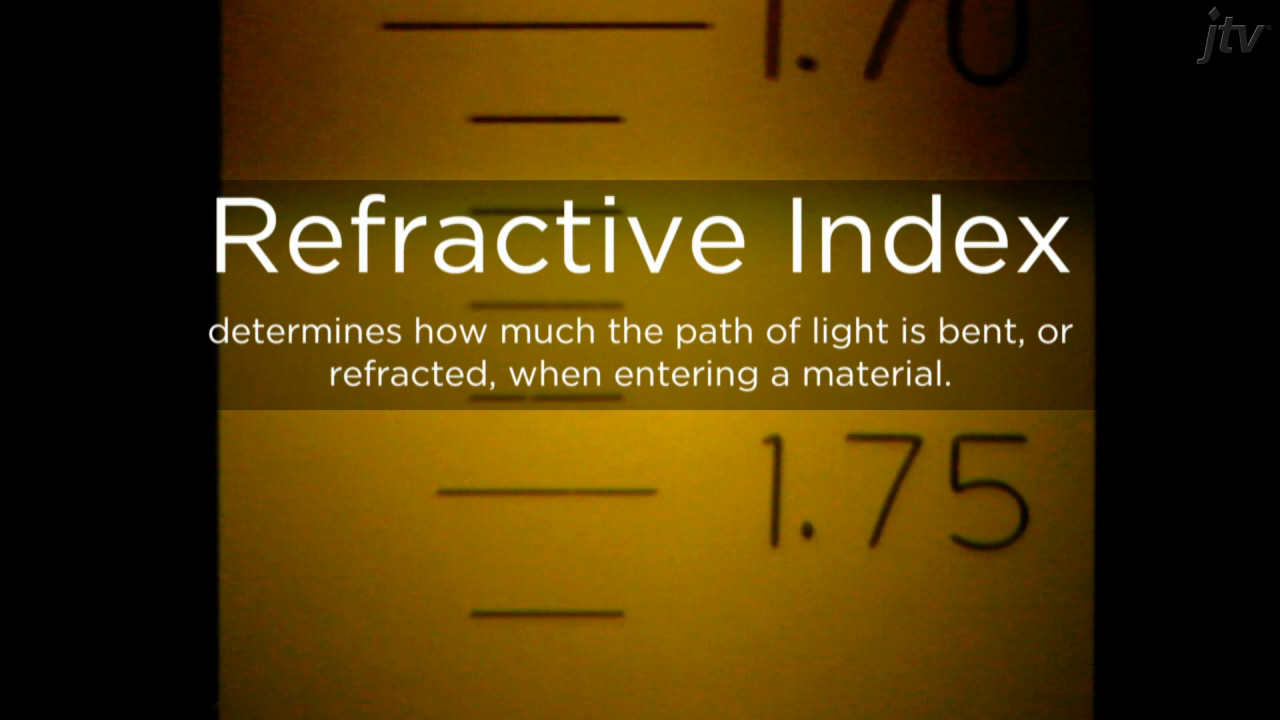 1.70
jtv
Refractive Index
determines how much the path of light is bent, or
refracted, when entering a material.
1.75